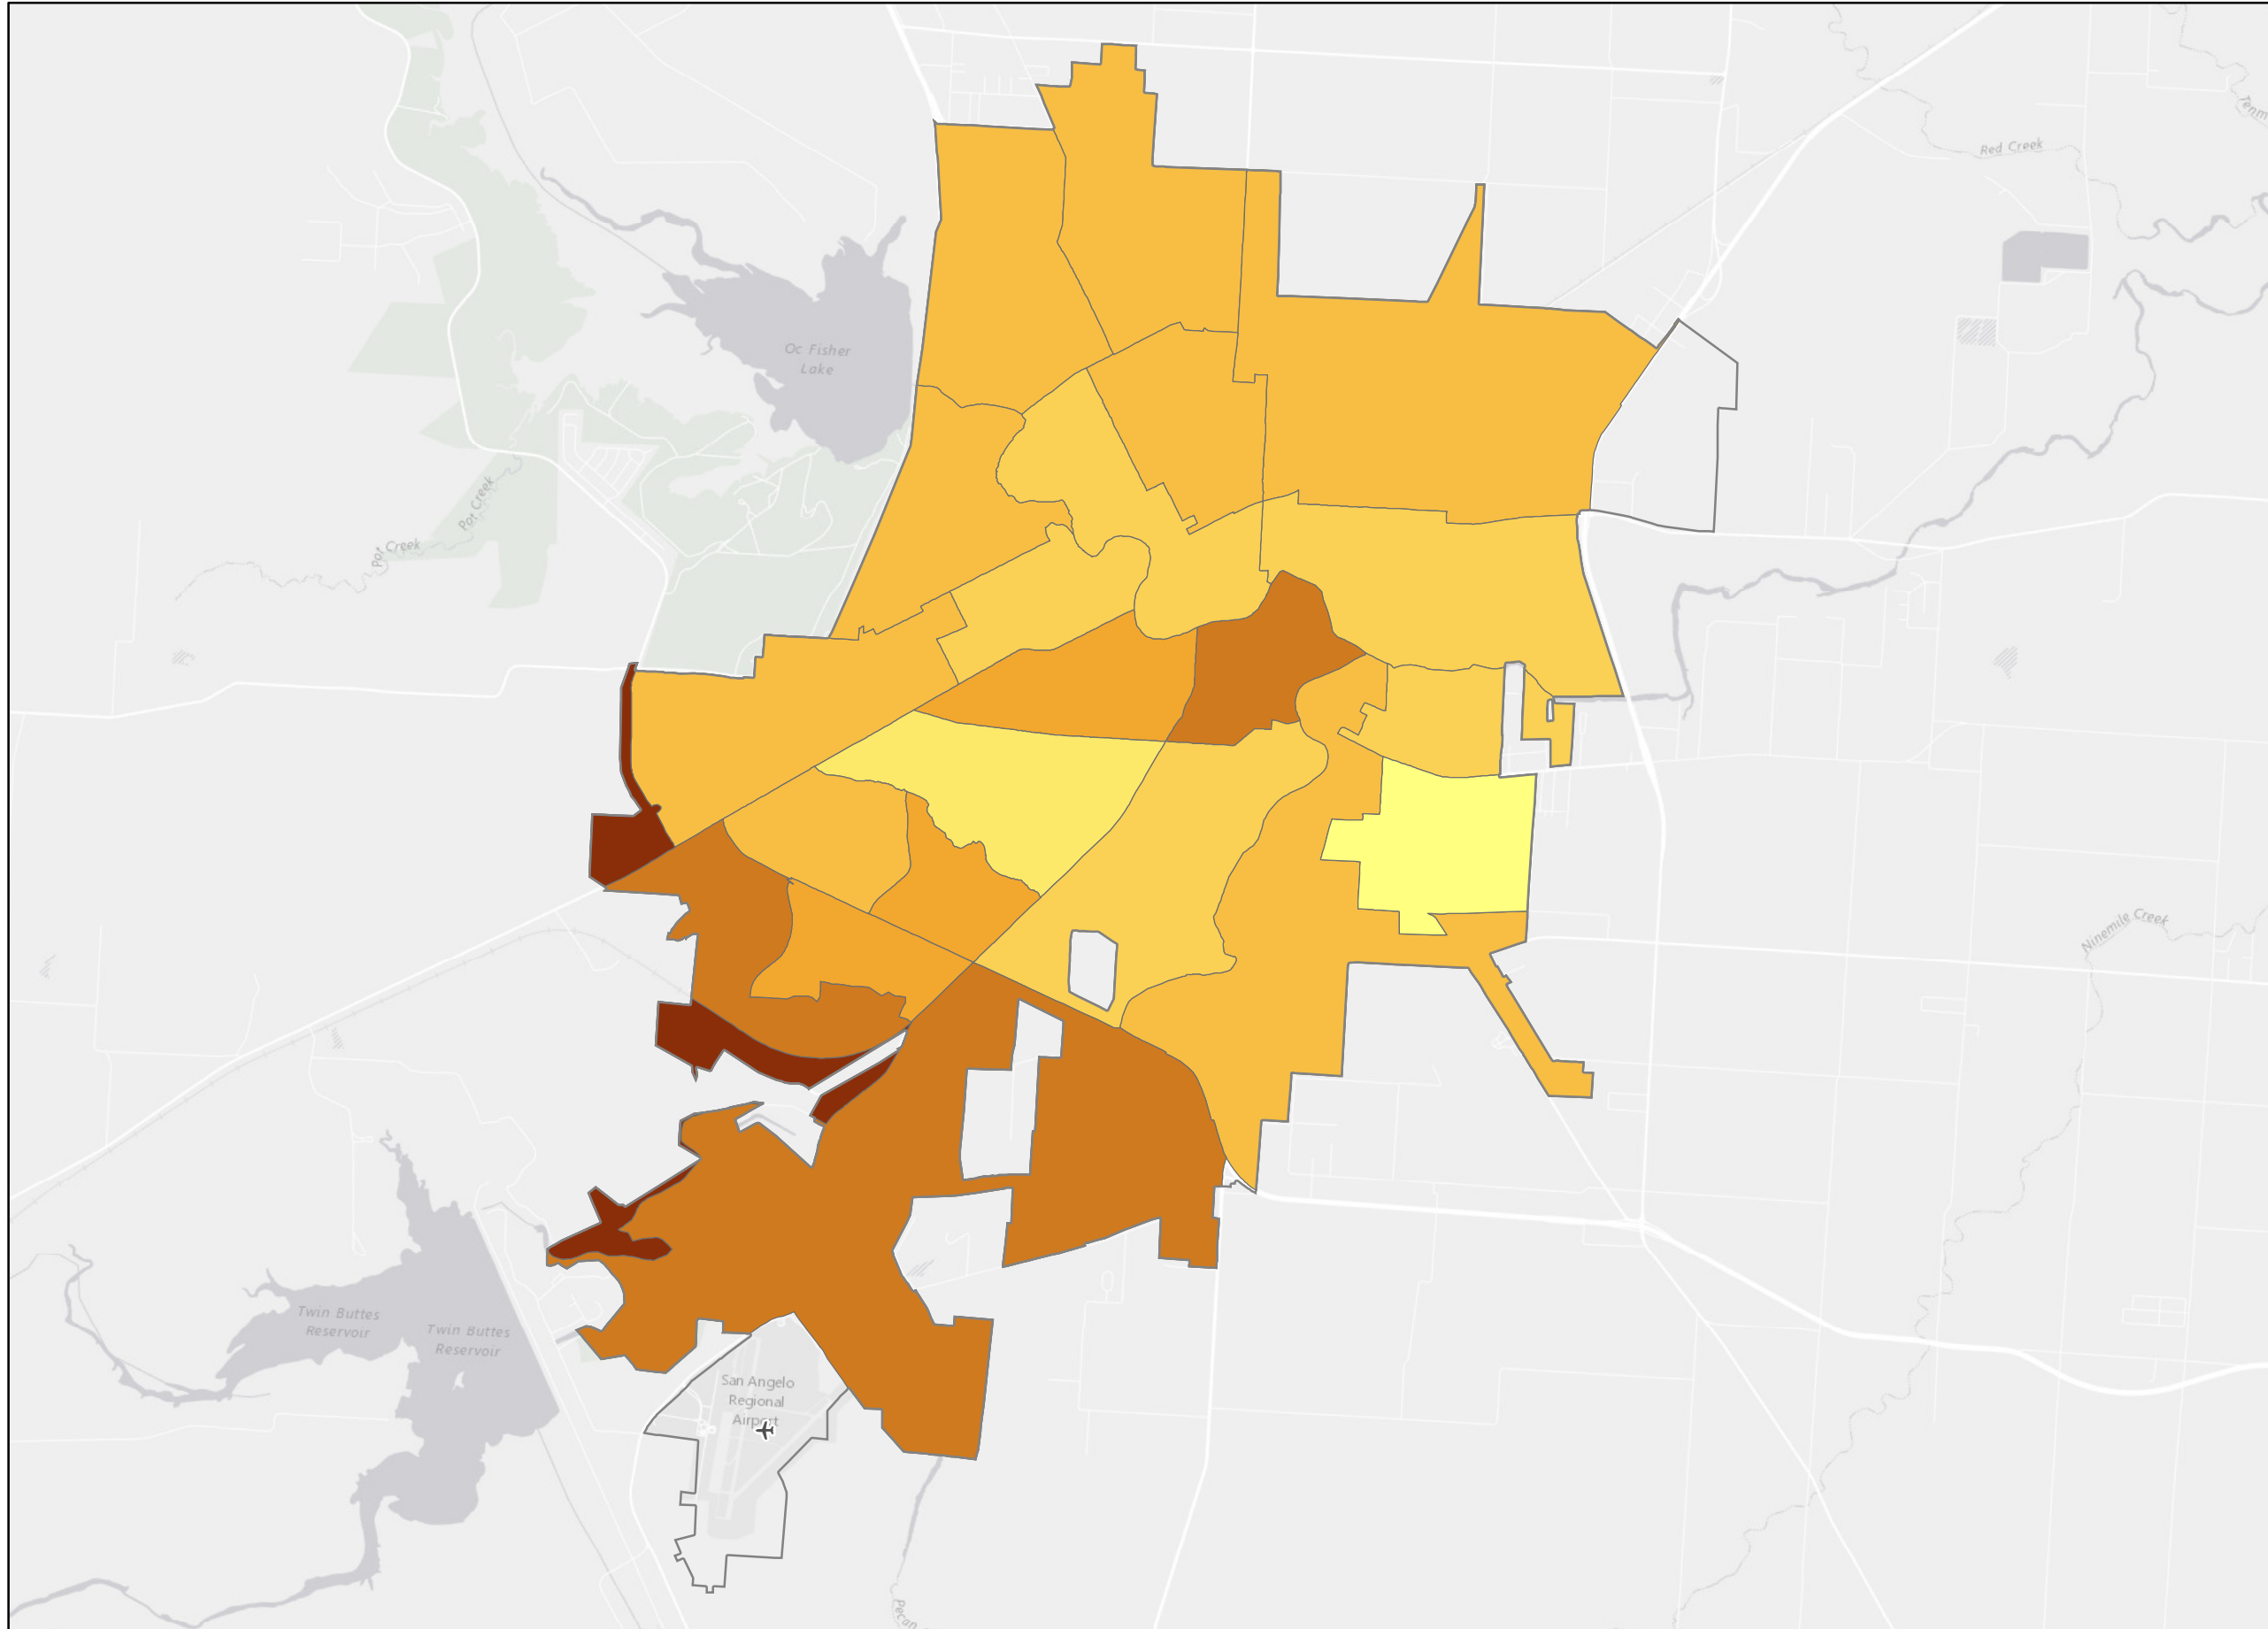 Red Creek
Oc Fisher
Lake
Pot Creek
Pot Creek
Ninemile Creek
Twin Buttes
Reservoir
Twin Buttes
Reservoir
San Angelo
Regional
Airport